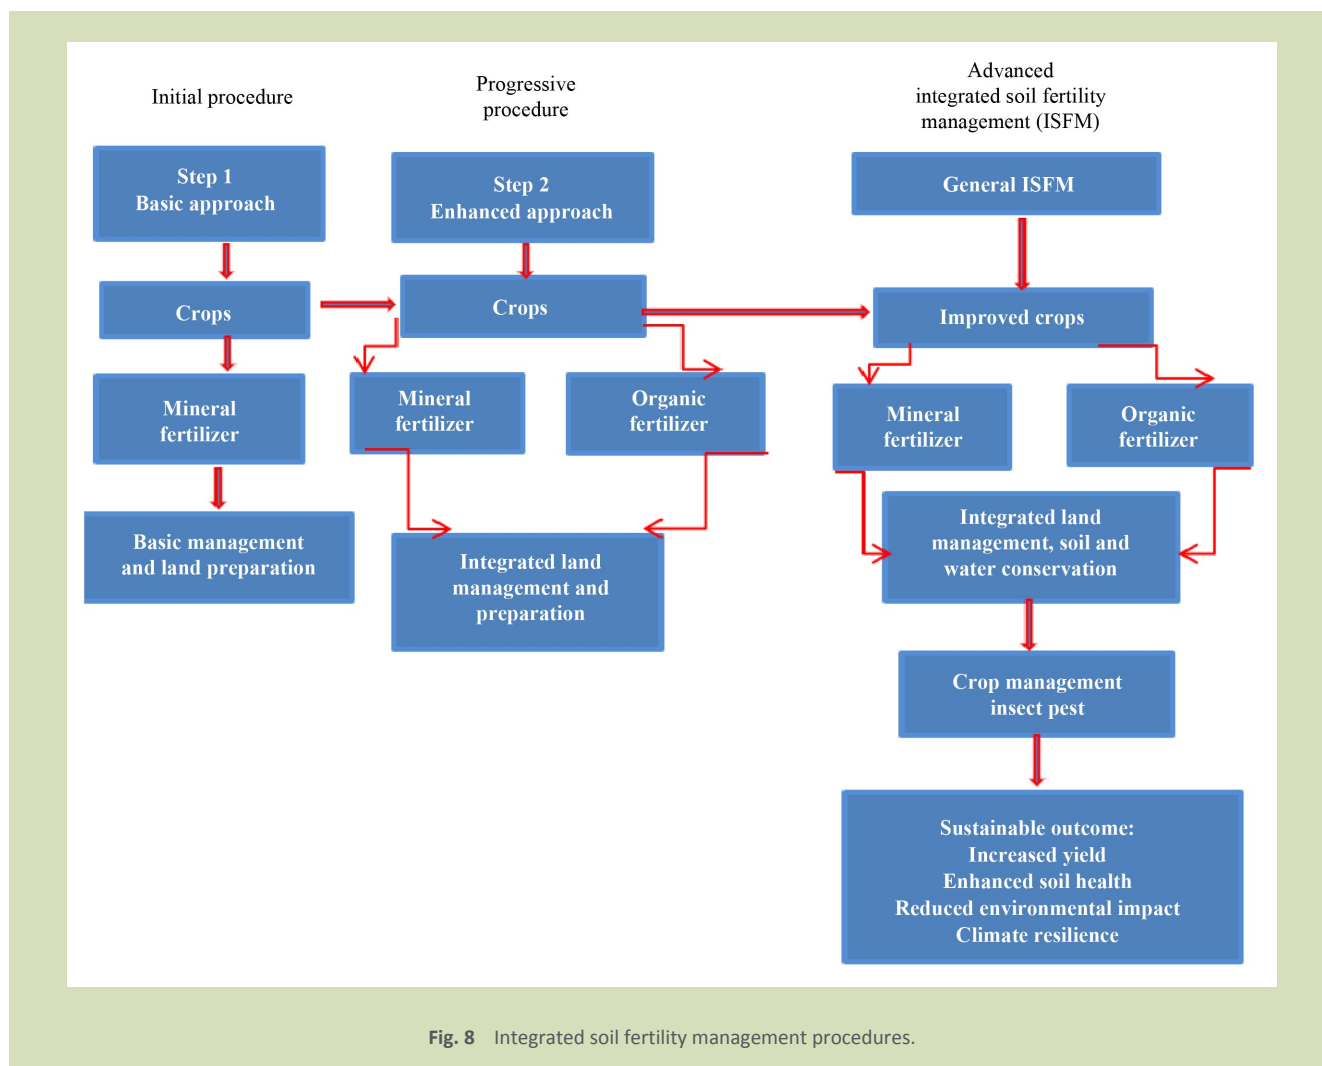 Initial procedure
Progressive
procedure
Advanced
integrated soil fertility
management (ISFM)
Step 1
Basic approach
Crops
Mineral
fertilizer
Basic management
and land preparation
Step 2
Enhanced approach
Crops
Mineral
fertilizer
Organic
fertilizer
Integrated land
management and
preparation
General ISFM
Improved crops
Mineral
fertilizer
Organic
fertilizer
Integrated land
management, soil and
water conservation
Crop management
insect pest
Sustainable outcome:
Increased yield
Enhanced soil health
Reduced environmental impact
Climate resilience
Fig. 8 Integrated soil fertility management procedures.